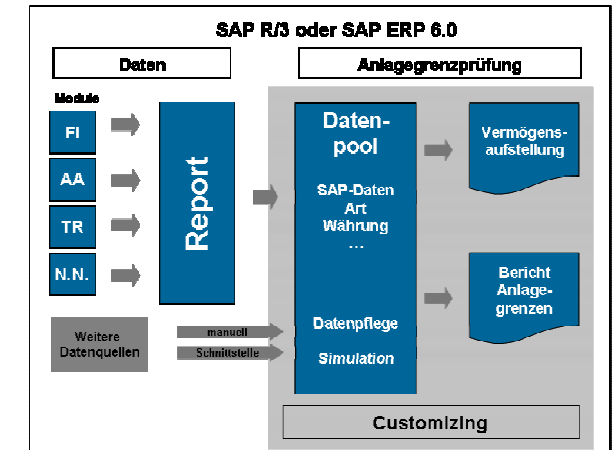 SAP R/3 oder SAP ERP 6.0
Daten
Anlagegrenzprüfung
Module
FI
AA
TR
N.N.
Report
Daten-
pool
SAP-Daten
Art
Währung
...
Datenpflege
Simulation
Vermögens-
aufstellung
Bericht
Anlage-
grenzen
Weitere
Datenquellen
manuell
Schnittstelle
Customizing